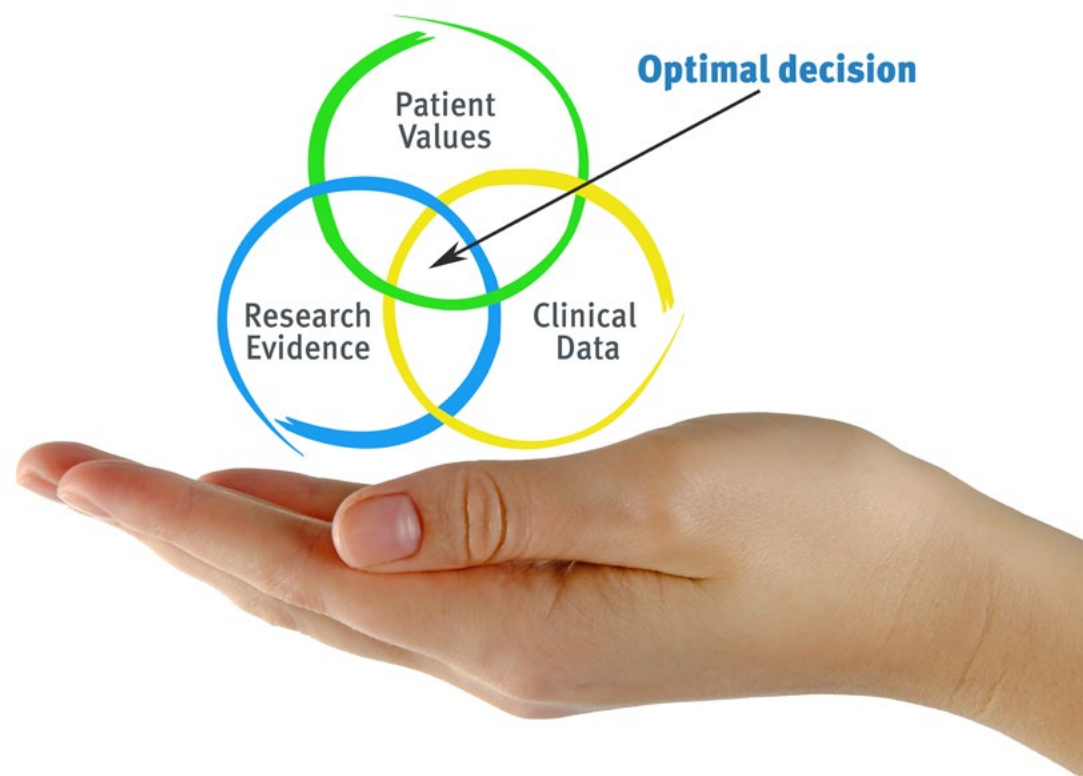 Optimal decision
Patient
Values
Research
Evidence
Clinical
Data